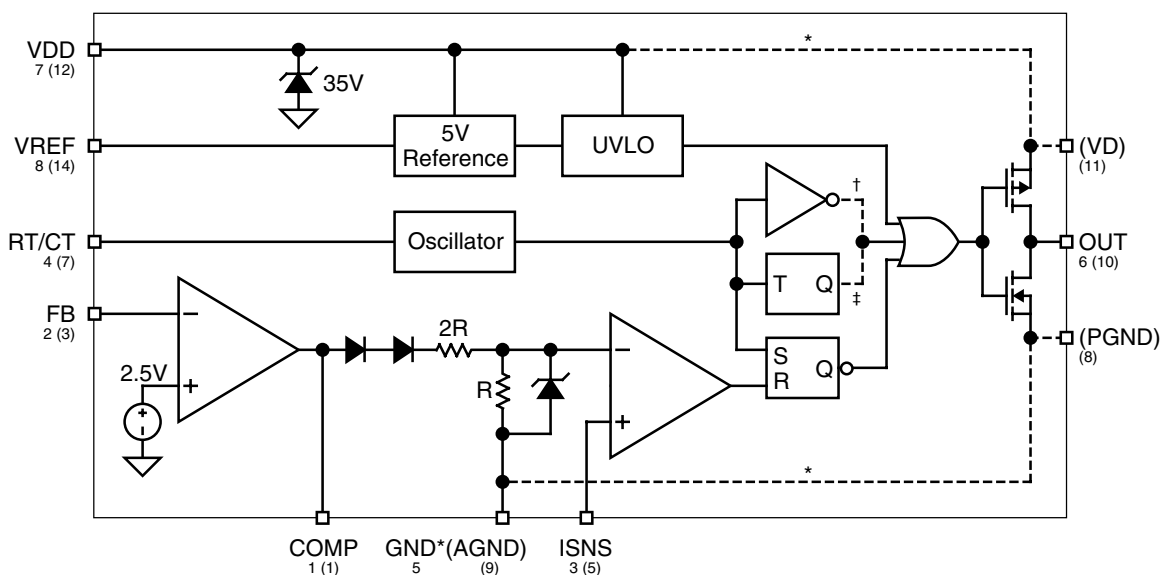 VDD
7 (12)
*
35V
VREF
8 (14)
5V
Reference
UVLO
(VD)
(11)
†
RT/CT
4 (7)
Oscillator
OUT
6 (10)
T Q
‡
FB
2 (3)
2R
(PGND)
(8)
S
R
Q
2.5V
−
+
+
-
R
−
+
*
COMP
1 (1)
GND*(AGND)
5 (9)
ISNS
3 (5)